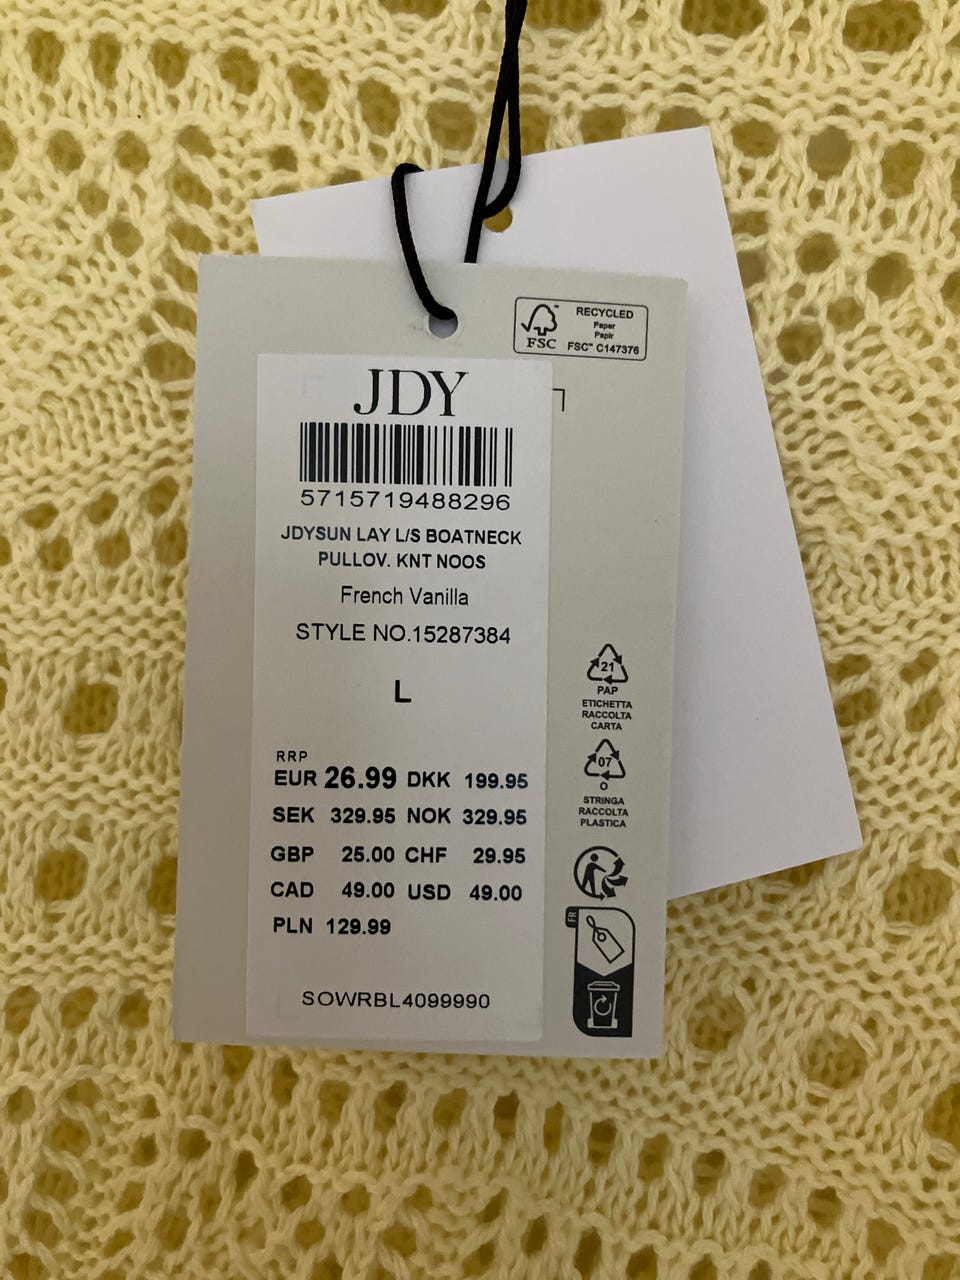 FSC
RECYCLED
Paper
Papir
FSC™ C147376
JDY
5715719488296
JDYSUN LAY L/S BOATNECK
PULLOV. KNT NOOS
French Vanilla
STYLE NO.15287384
L
RRP
EUR 26.99 DKK 199.95
SEK 329.95 NOK 329.95
GBP 25.00 CHF 29.95
CAD 49.00 USD 49.00
PLN 129.99
SOWRBL4099990
21
PAP
ETICHETTA
RACCOLTA
CARTA
07
O
STRINGA
RACCOLTA
PLASTICA
FR